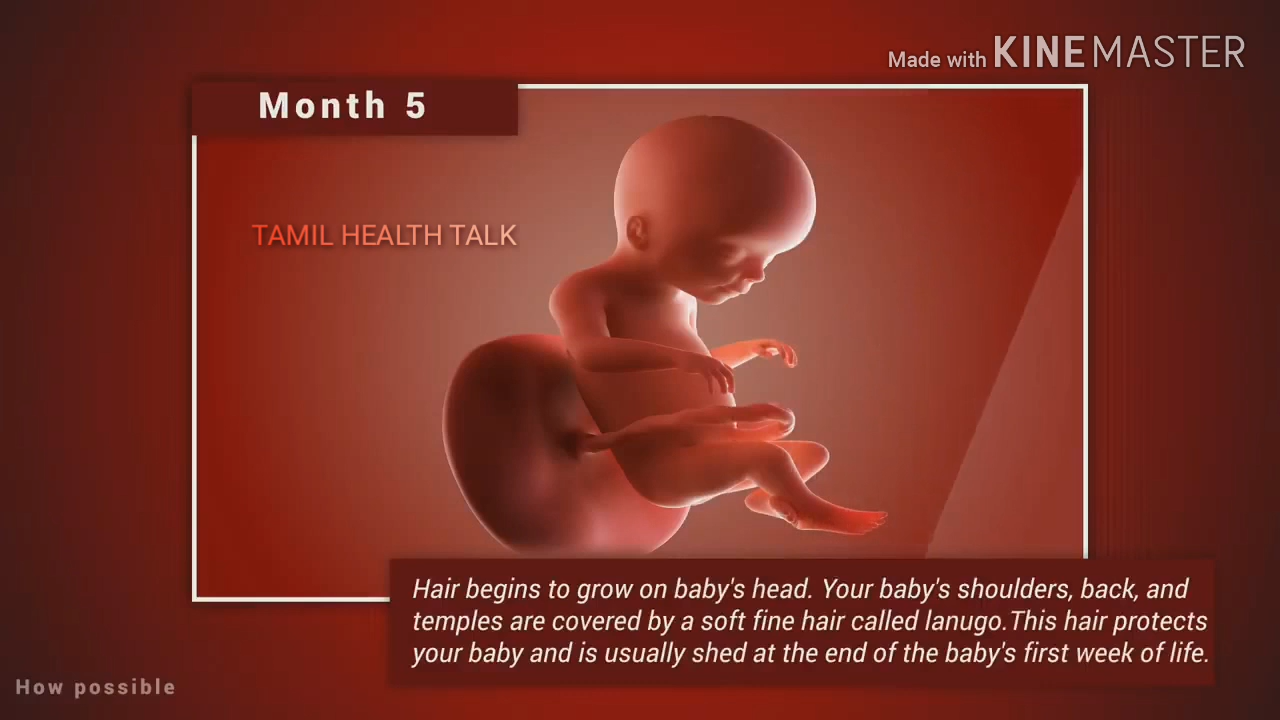 Made with KINEMASTER
Month 5
TAMIL HEALTH TALK
Hair begins to grow on baby's head. Your baby's shoulders, back, and
temples are covered by a soft fine hair called lanugo.This hair protects
your baby and is usually shed at the end of the baby's first week of life.
How possible